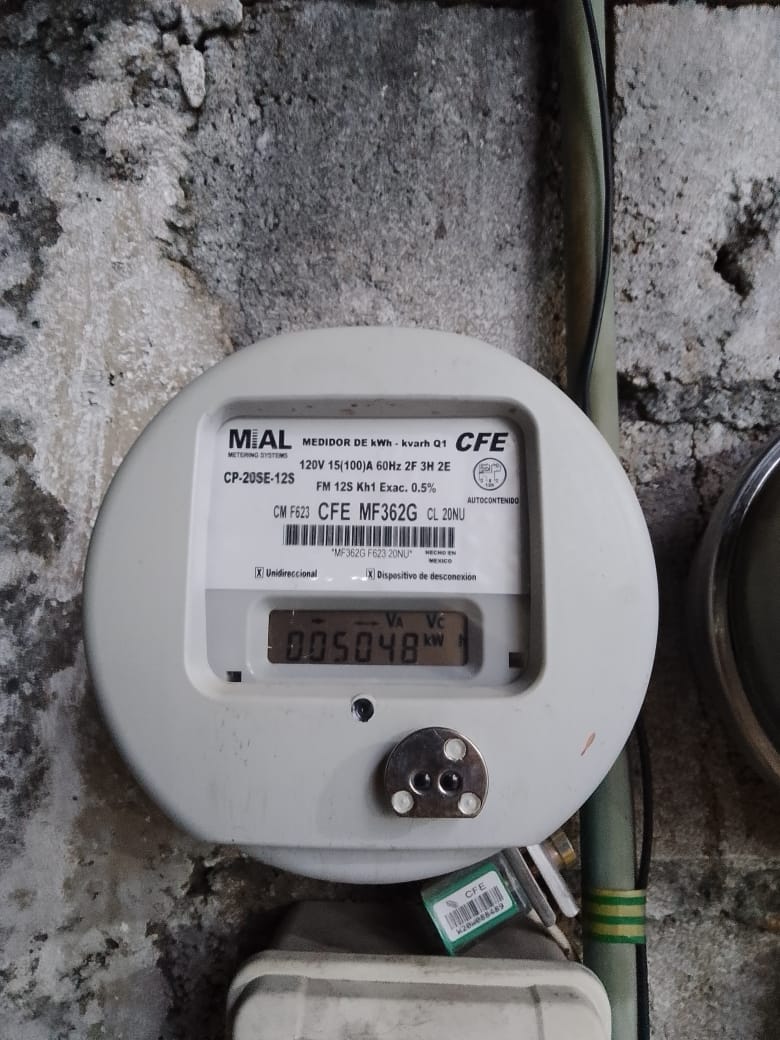 MIAL
METERING SYSTEMS
MEDIDOR DE kWh - kvarh Q1
CFE
120V 15(100)A 60Hz 2F 3H 2E
CP-20SE-12S
FM 12S Kh1 Exac. 0.5%
AUTOCONTENIDO
CM F623 CFE MF362G CL 20NU
*MF362G F623 20NU*
HECHO EN
MEXICO
X Unidireccional
X Dispositivo de desconexión
VA VC
005048 kW h
CFE